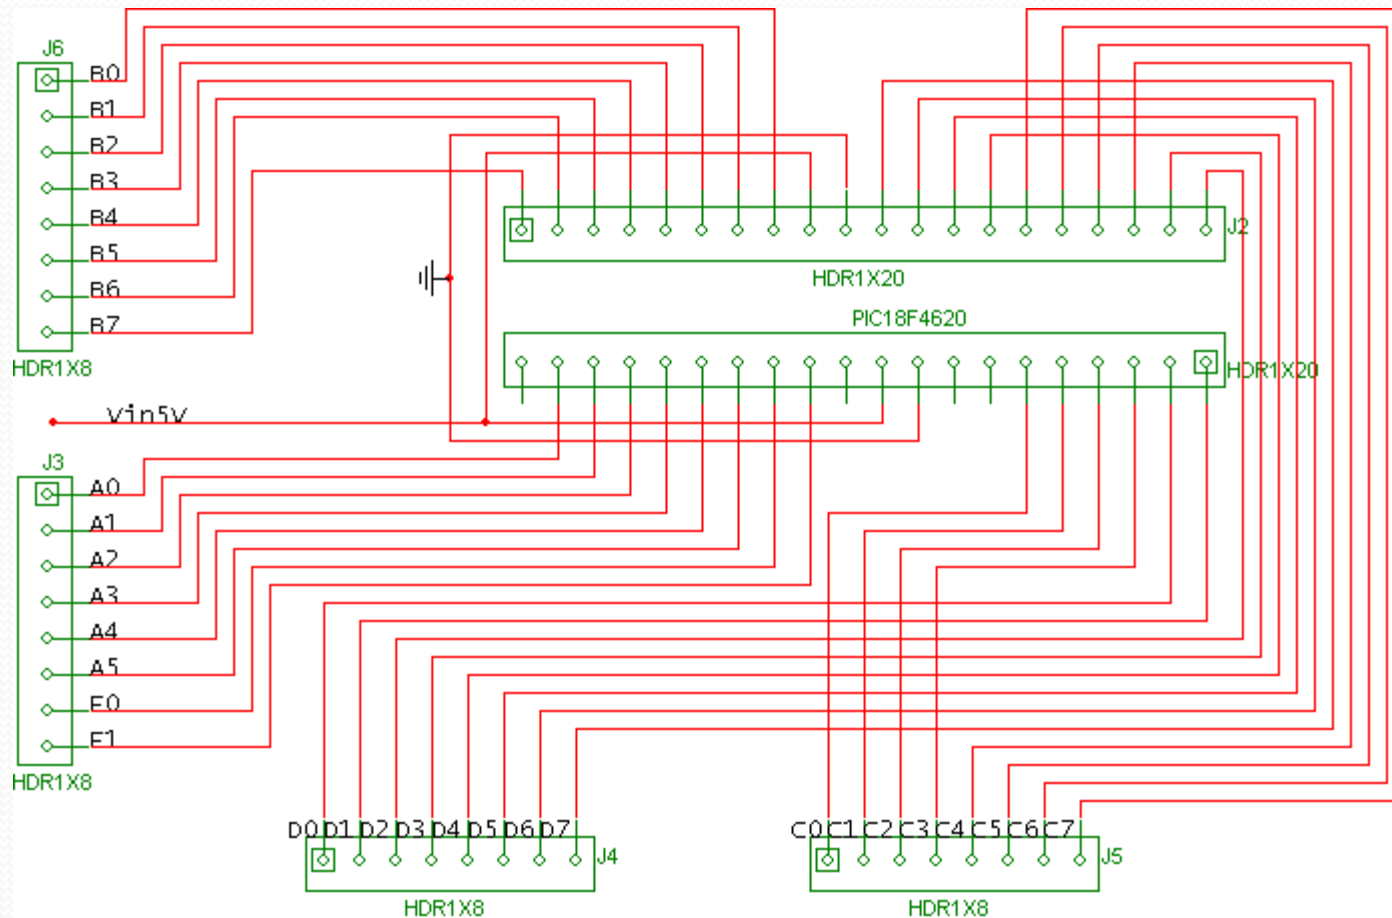 J6
B0
B1
B2
B3
B4
B5
B6
B7
HDR1X8
J2
HDR1X20
PIC18F4620
HDR1X20
Vin5V
J3
A0
A1
A2
A3
A4
A5
E0
E1
HDR1X8
D0 D1 D2 D3 D4 D5 D6 D7
J4
HDR1X8
C0 C1 C2 C3 C4 C5 C6 C7
J5
HDR1X8